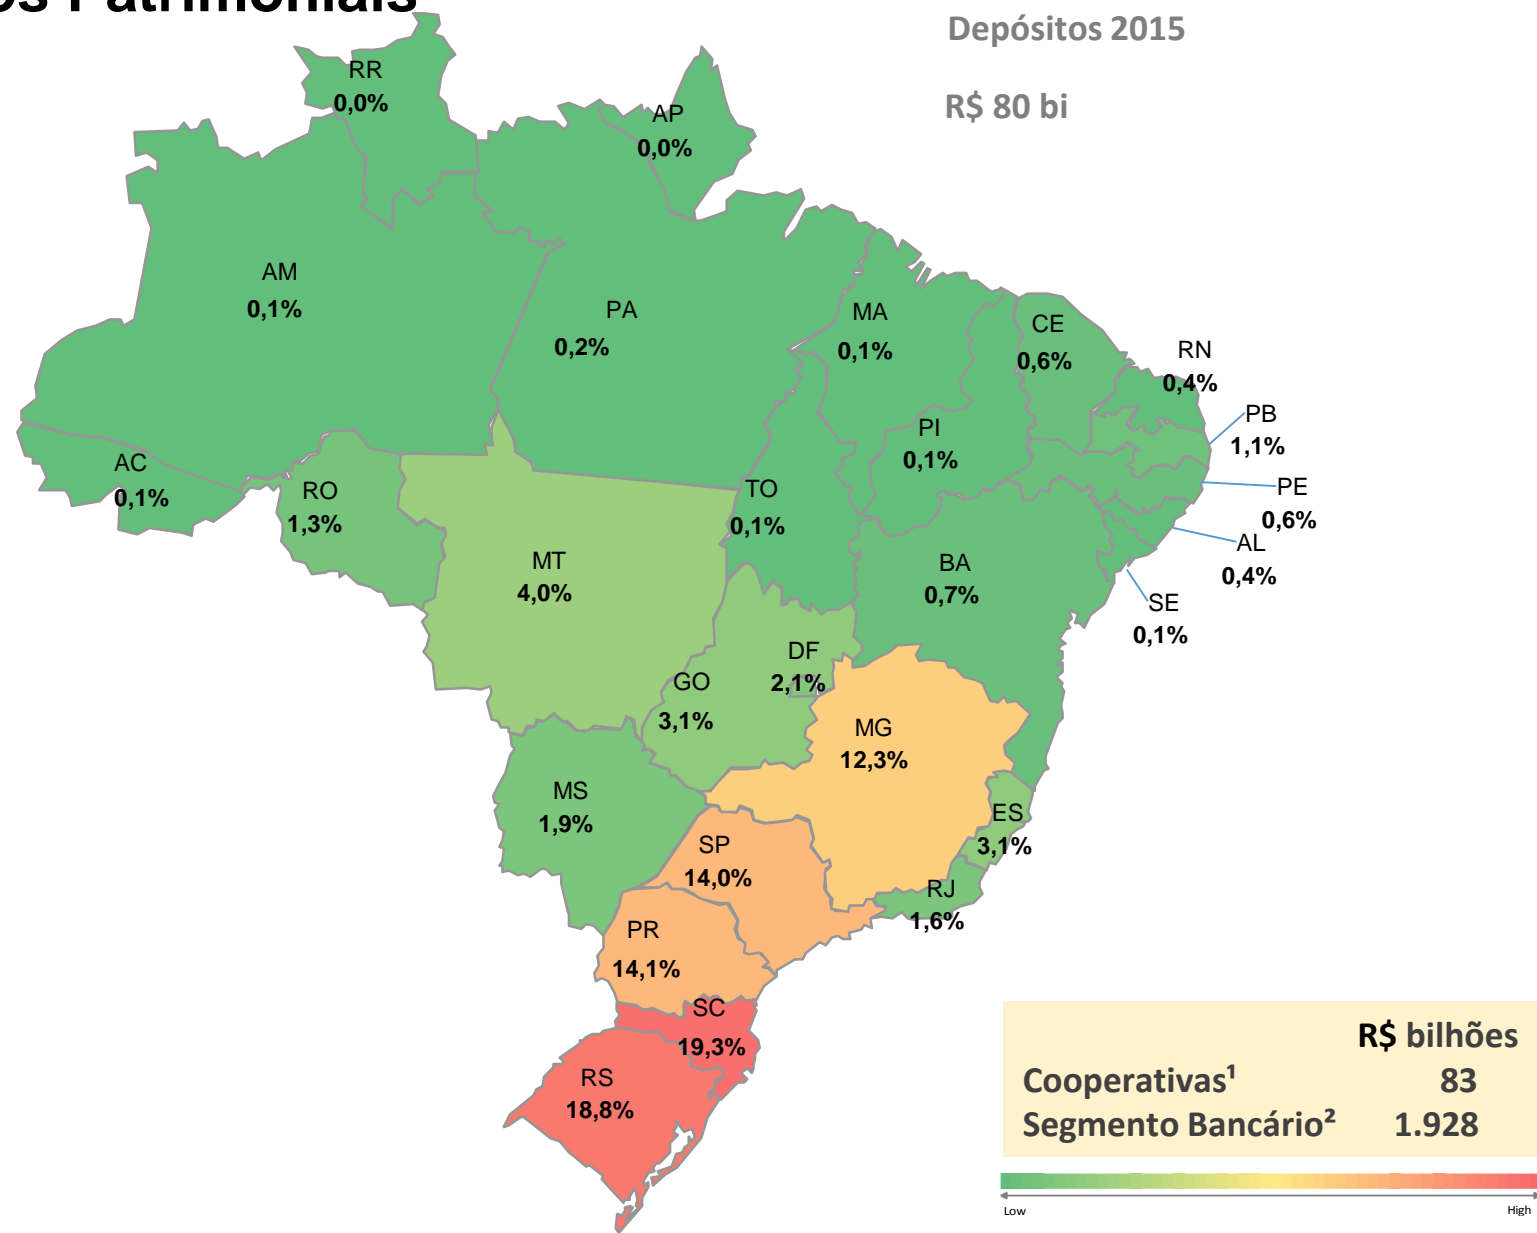 os Patrimoniais
Depósitos 2015
R$ 80 bi
RR
0,0%
AP
0,0%
AM
0,1%
PA
0,2%
MA
0,1%
CE
0,6%
RN
0,4%
PB
1,1%
PI
0,1%
AC
0,1%
RO
1,3%
TO
0,1%
PE
0,6%
AL
0,4%
MT
4,0%
BA
0,7%
SE
0,1%
DF
2,1%
GO
3,1%
MG
12,3%
MS
1,9%
ES
3,1%
SP
14,0%
RJ
1,6%
PR
14,1%
SC
19,3%
RS
18,8%
R$ bilhões
Cooperativas¹ 83
Segmento Bancário² 1.928
Low High